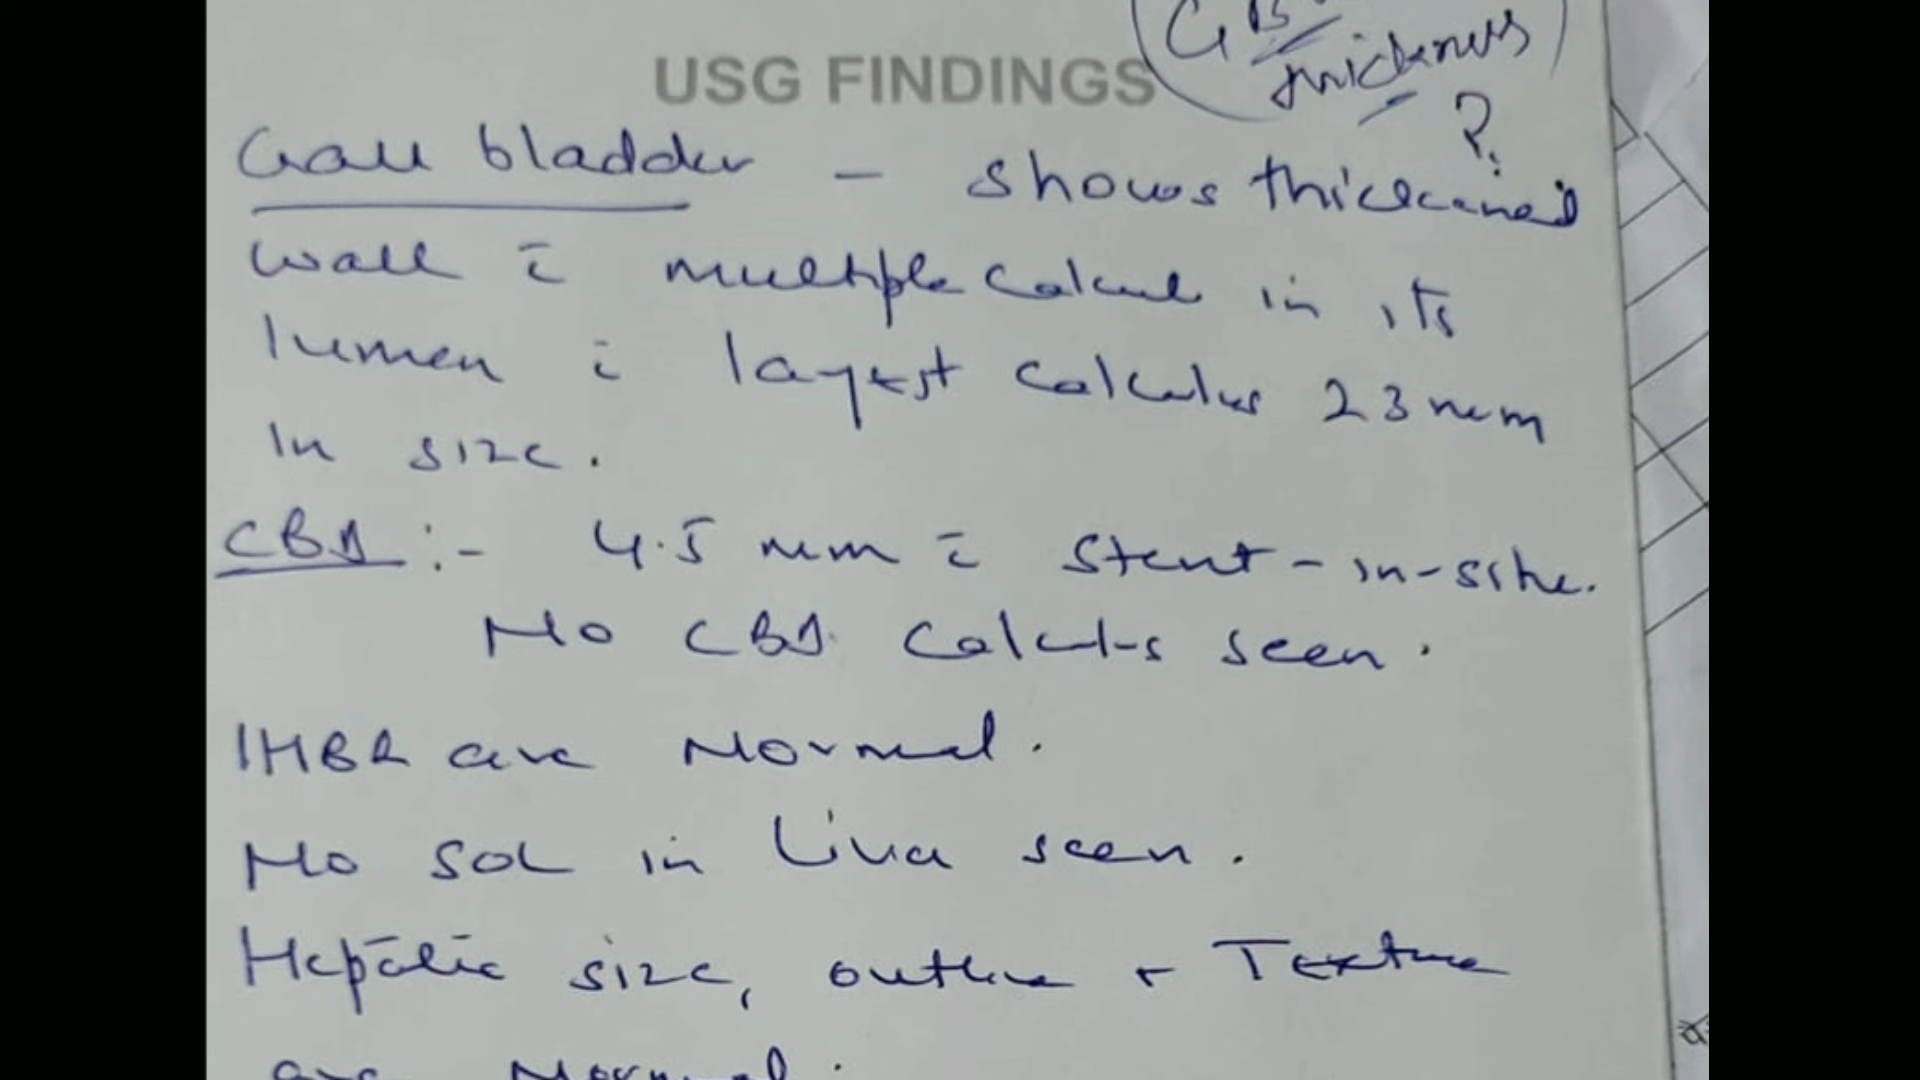 GB
thickness
?
USG FINDINGS
Gall bladder - shows thickened
wall c̄ multiple calculi in its
lumen c̄ largest calculus 23 mm
in size.
CBD :- 4.5 mm c̄ stent-in-situ.
No CBD calculus seen.
IHBR are Normal.
No SOL in Liver seen.
Hepatic size, outline + Texture
are Normal.